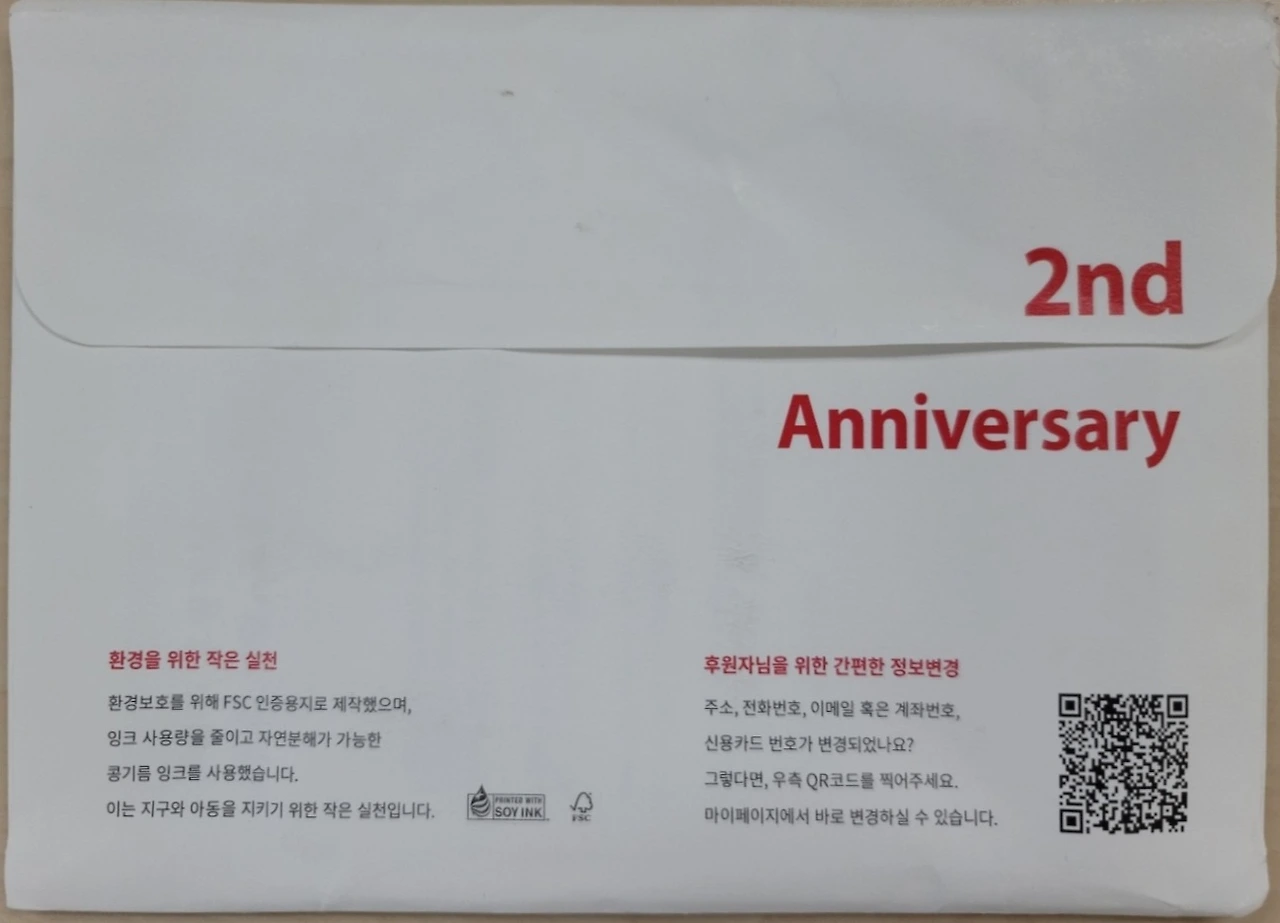 2nd
Anniversary
환경을 위한 작은 실천
환경보호를 위해 FSC 인증용지로 제작했으며,
잉크 사용량을 줄이고 자연분해가 가능한
콩기름 잉크를 사용했습니다.
이는 지구와 아동을 지키기 위한 작은 실천입니다.
PRINTED WITH
SOY INK
FSC
후원자님을 위한 간편한 정보변경
주소, 전화번호, 이메일 혹은 계좌번호,
신용카드 번호가 변경되었나요?
그렇다면, 우측 QR코드를 찍어주세요.
마이페이지에서 바로 변경하실 수 있습니다.